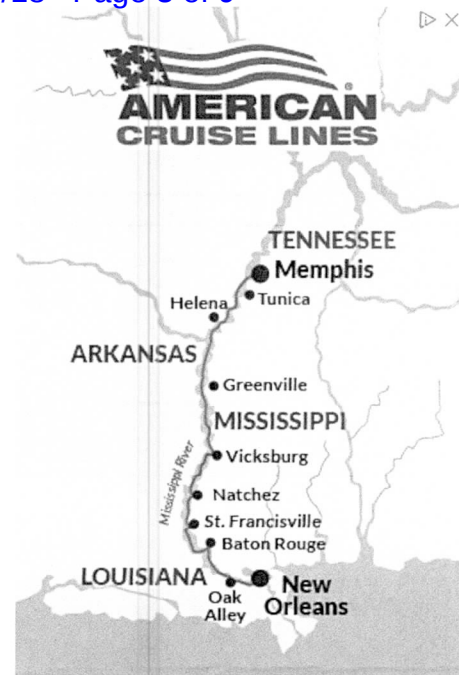 Page
AMERICAN
CRUISE LINES
®
TENNESSEE
Memphis
Tunica
Helena
ARKANSAS
Greenville
MISSISSIPPI
Vicksburg
Mississippi River
Natchez
St. Francisville
Baton Rouge
LOUISIANA
Oak
Alley
New
Orleans